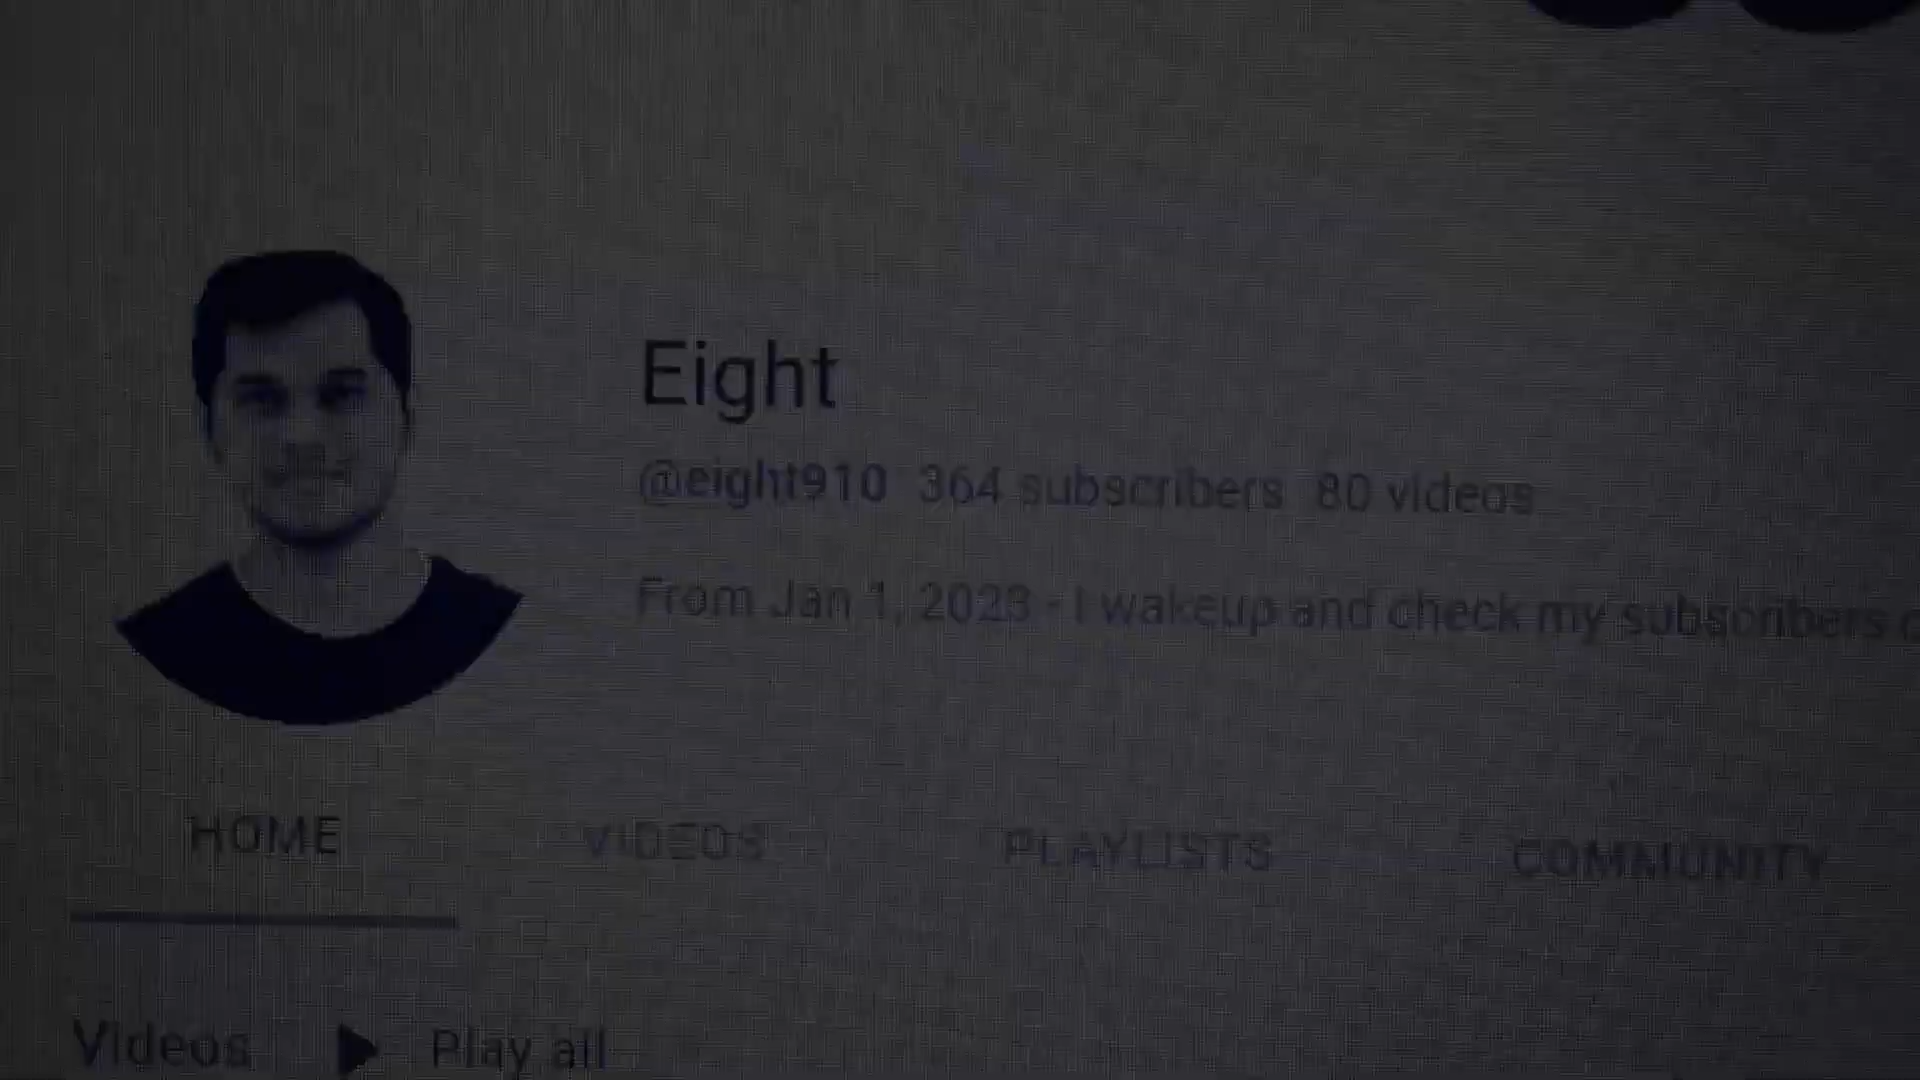 Eight
@eight910 364 subscribers 80 videos
From Jan 1, 2023 - I wakeup and check my subscribers
HOME VIDEOS PLAYLISTS COMMUNITY
Videos Play all